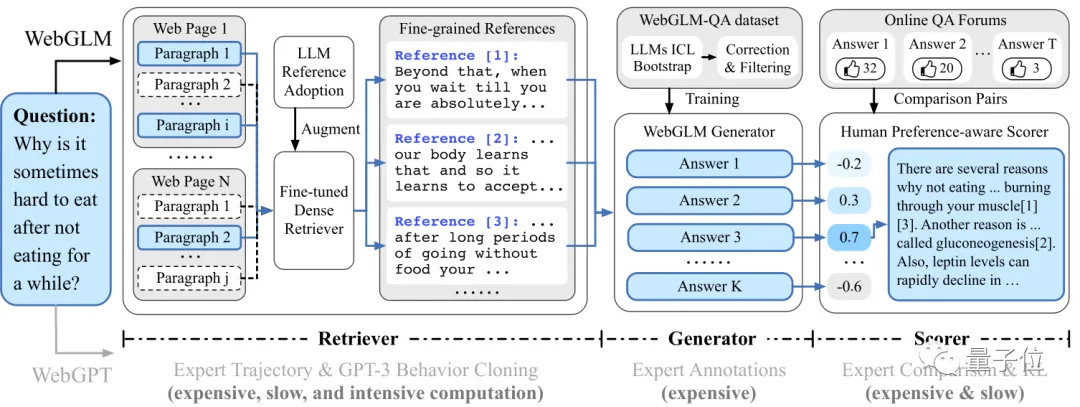 WebGLM
Question:
Why is it
sometimes
hard to eat
after not
eating for
a while?
WebGPT
Web Page 1
Paragraph 1
Paragraph 2
...
Paragraph i
......
Web Page N
Paragraph 1
Paragraph 2
...
Paragraph j
LLM
Reference
Adoption
Augment
Fine-tuned
Dense
Retriever
Fine-grained References
Reference [1]:
Beyond that, when
you wait till you
are absolutely...
Reference [2]: ...
our body learns
that and so it
learns to accept...
Reference [3]: ...
after long periods
of going without
food your ...
......
WebGLM-QA dataset
LLMs ICL
Bootstrap
Correction
& Filtering
Training
WebGLM Generator
Answer 1
Answer 2
Answer 3
......
Answer K
Online QA Forums
Answer 1
32
Answer 2
20
...
Answer T
3
Comparison Pairs
Human Preference-aware Scorer
-0.2
0.3
0.7
...
-0.6
There are several reasons
why not eating ... burning
through your muscle[1]
[3]. Another reason is ...
called gluconeogenesis[2].
Also, leptin levels can
rapidly decline in ...
Retriever
Generator
Scorer
Expert Trajectory & GPT-3 Behavior Cloning
(expensive, slow, and intensive computation)
Expert Annotations
(expensive)
Expert Comparison & RL
(expensive & slow)
量子位